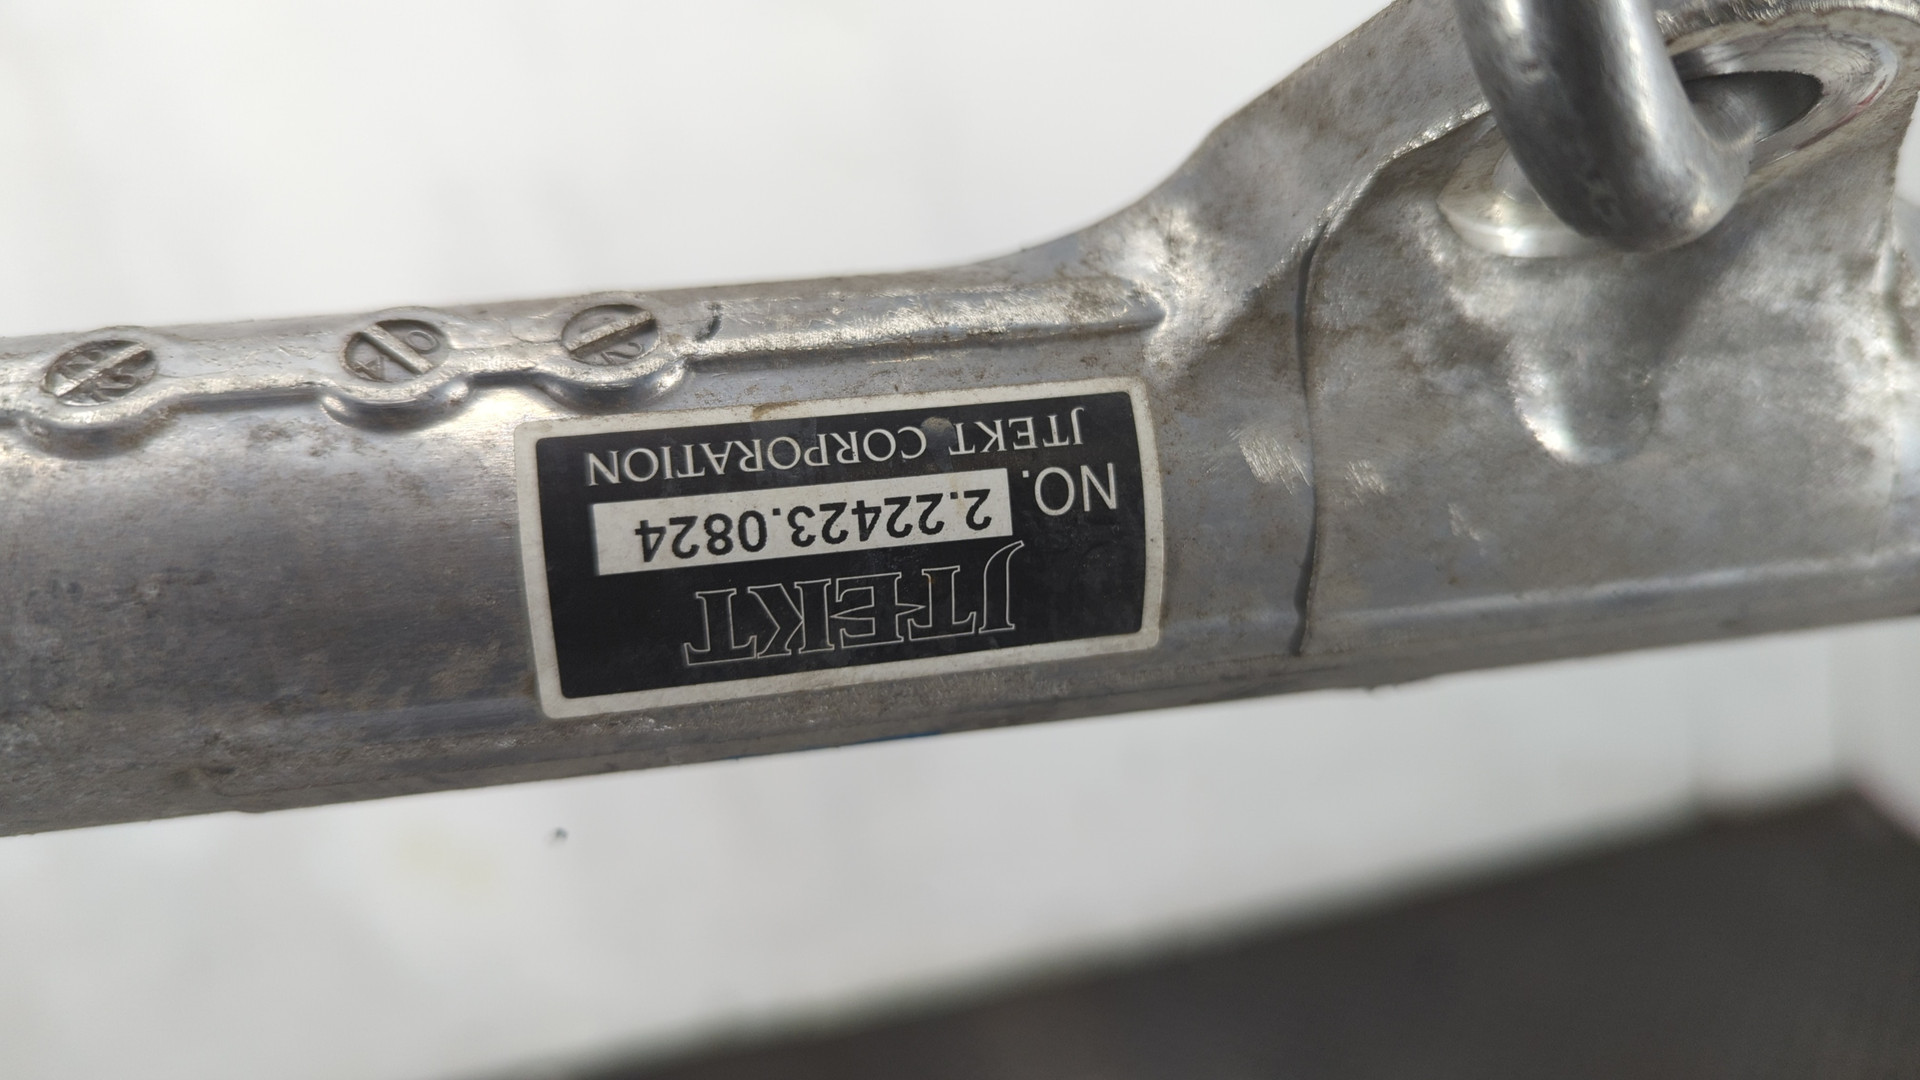 JTEKT
NO. 2.22423.0824
JTEKT CORPORATION